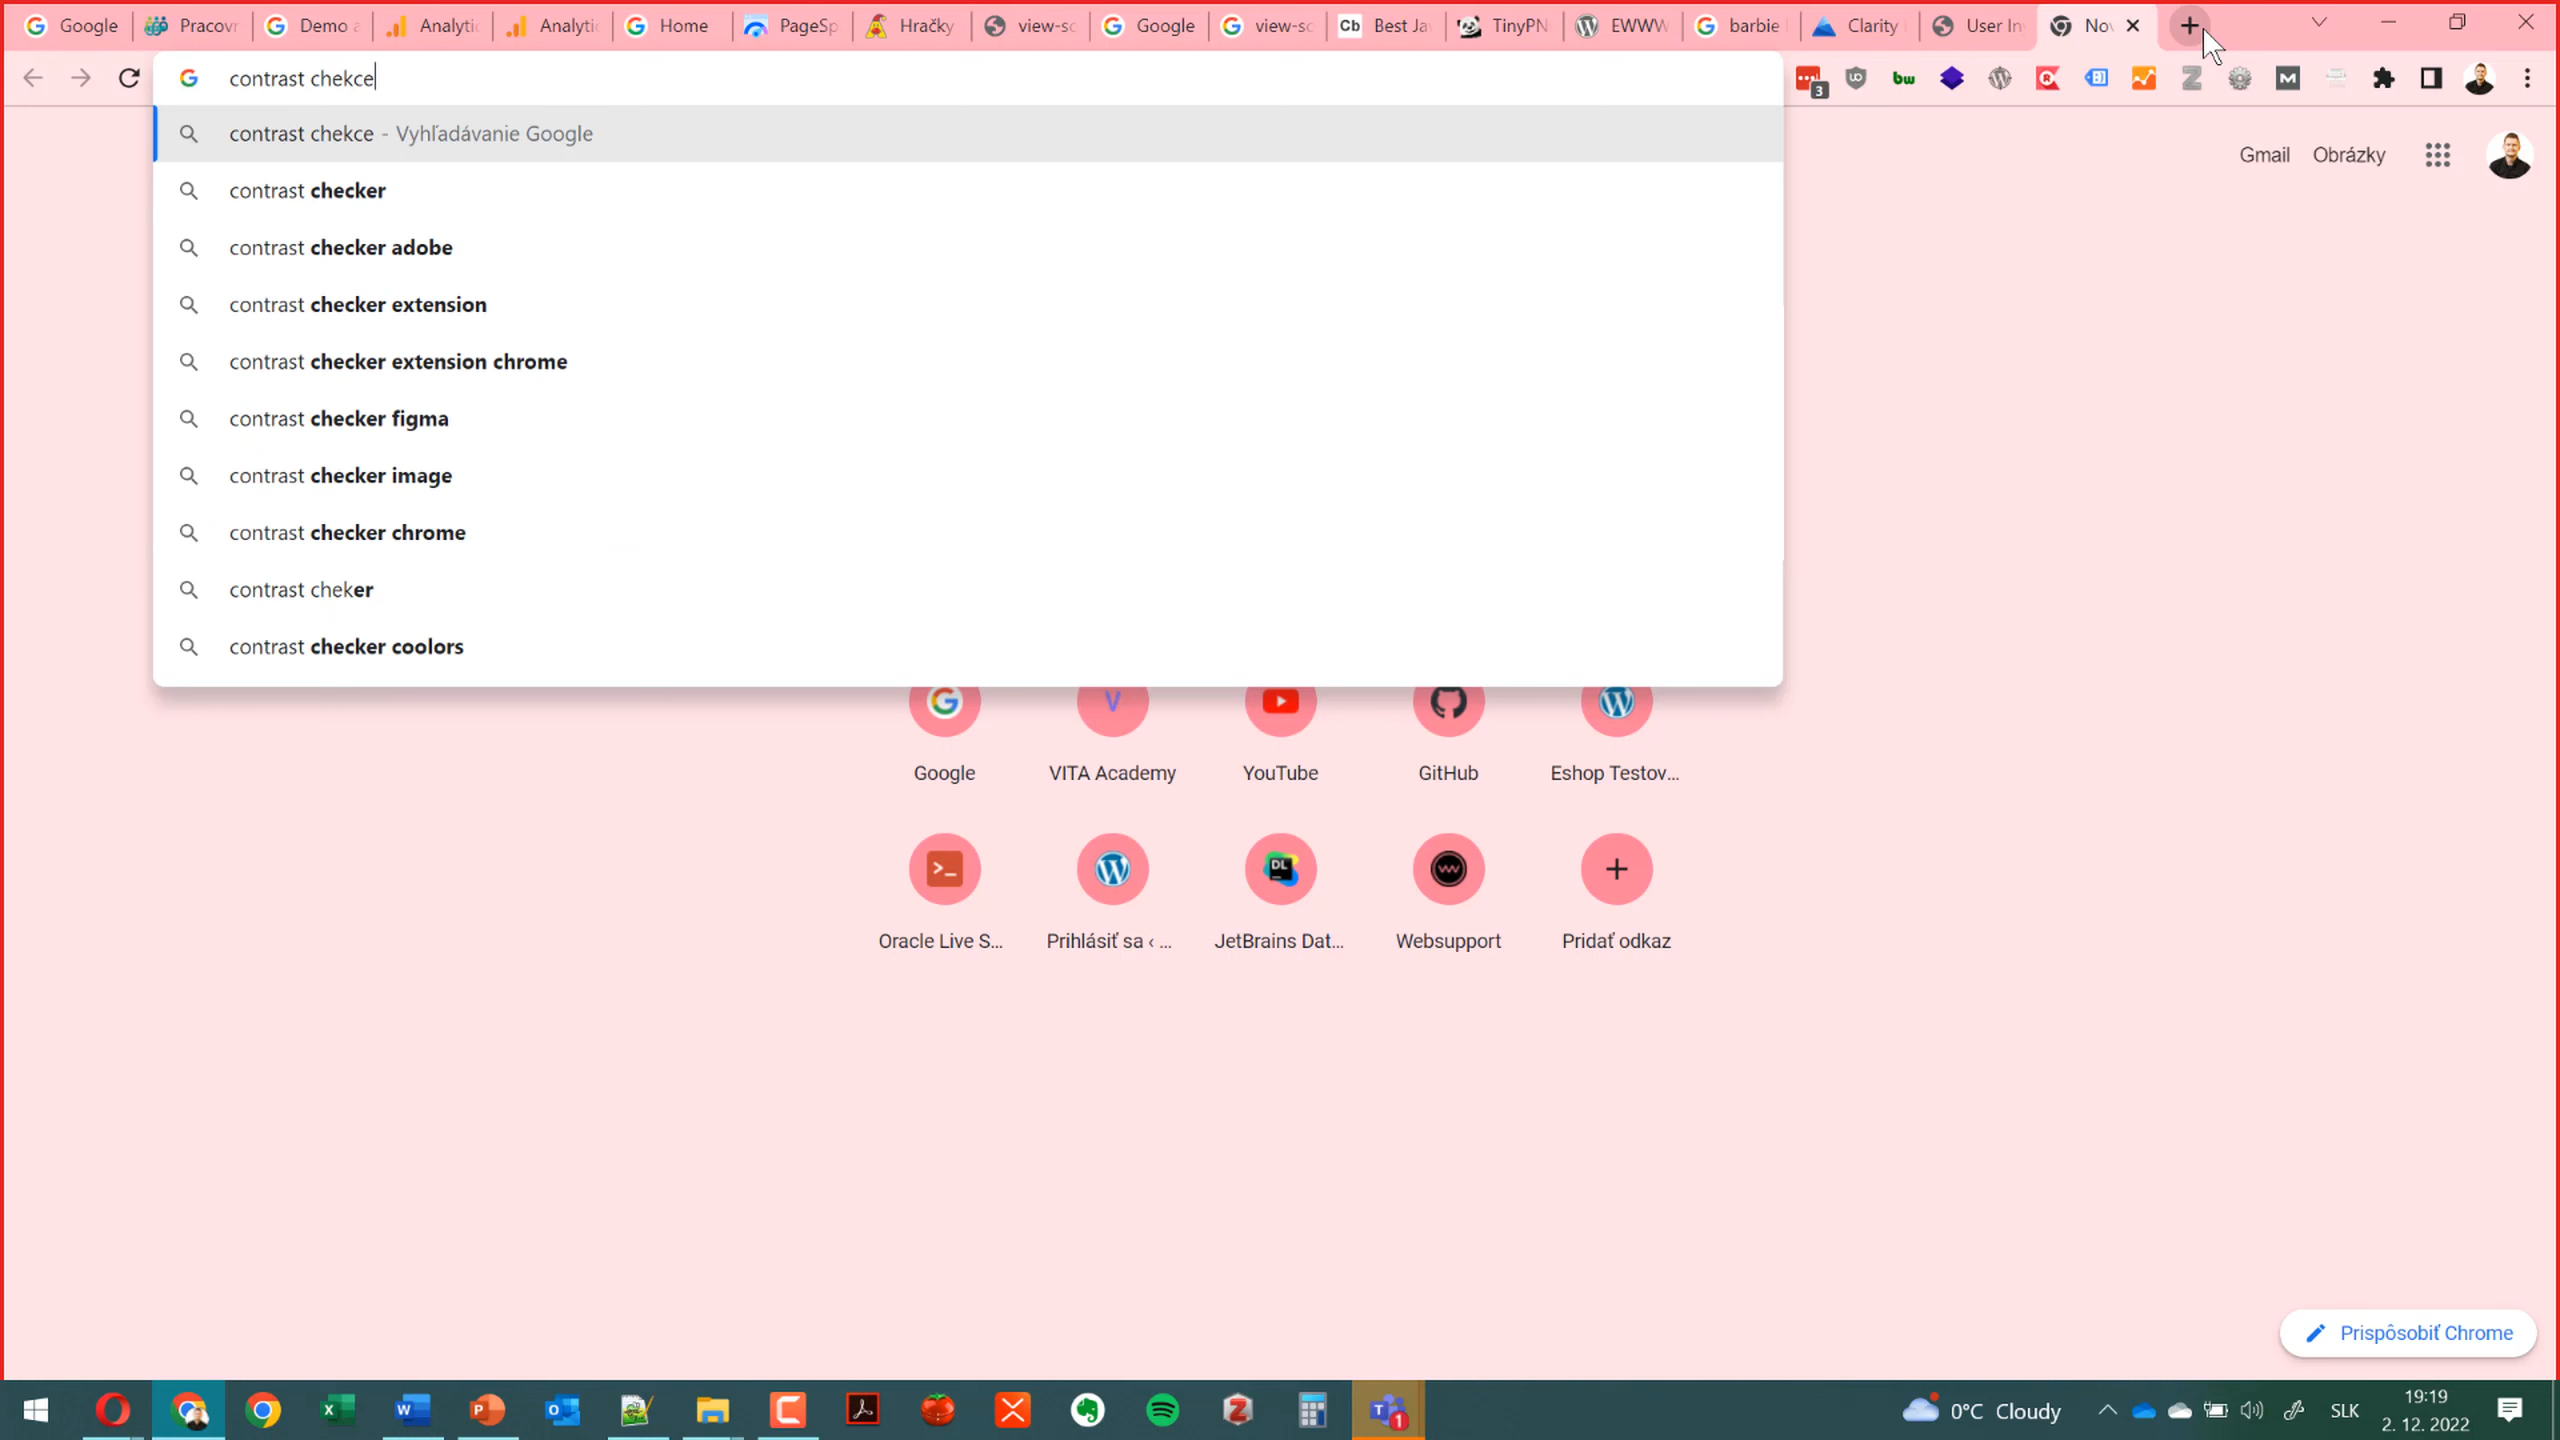 Google
Pracovn
Demo a
Analytic
Analytic
Home
PageSp
Hračky
view-sc
Google
view-sc
Cb Best Ja
TinyPN
EWWW
barbie
Clarity
User In
Nov
contrast chekce
3
bw
M
contrast chekce - Vyhľadávanie Google
Gmail Obrázky
contrast checker
contrast checker adobe
contrast checker extension
contrast checker extension chrome
contrast checker figma
contrast checker image
contrast checker chrome
contrast cheker
contrast checker coolors
Google
VITA Academy
YouTube
GitHub
Eshop Testov...
Oracle Live S...
Prihlásiť sa ‹ ...
JetBrains Dat...
Websupport
Pridať odkaz
Prispôsobiť Chrome
0°C Cloudy
SLK
19:19
2. 12. 2022